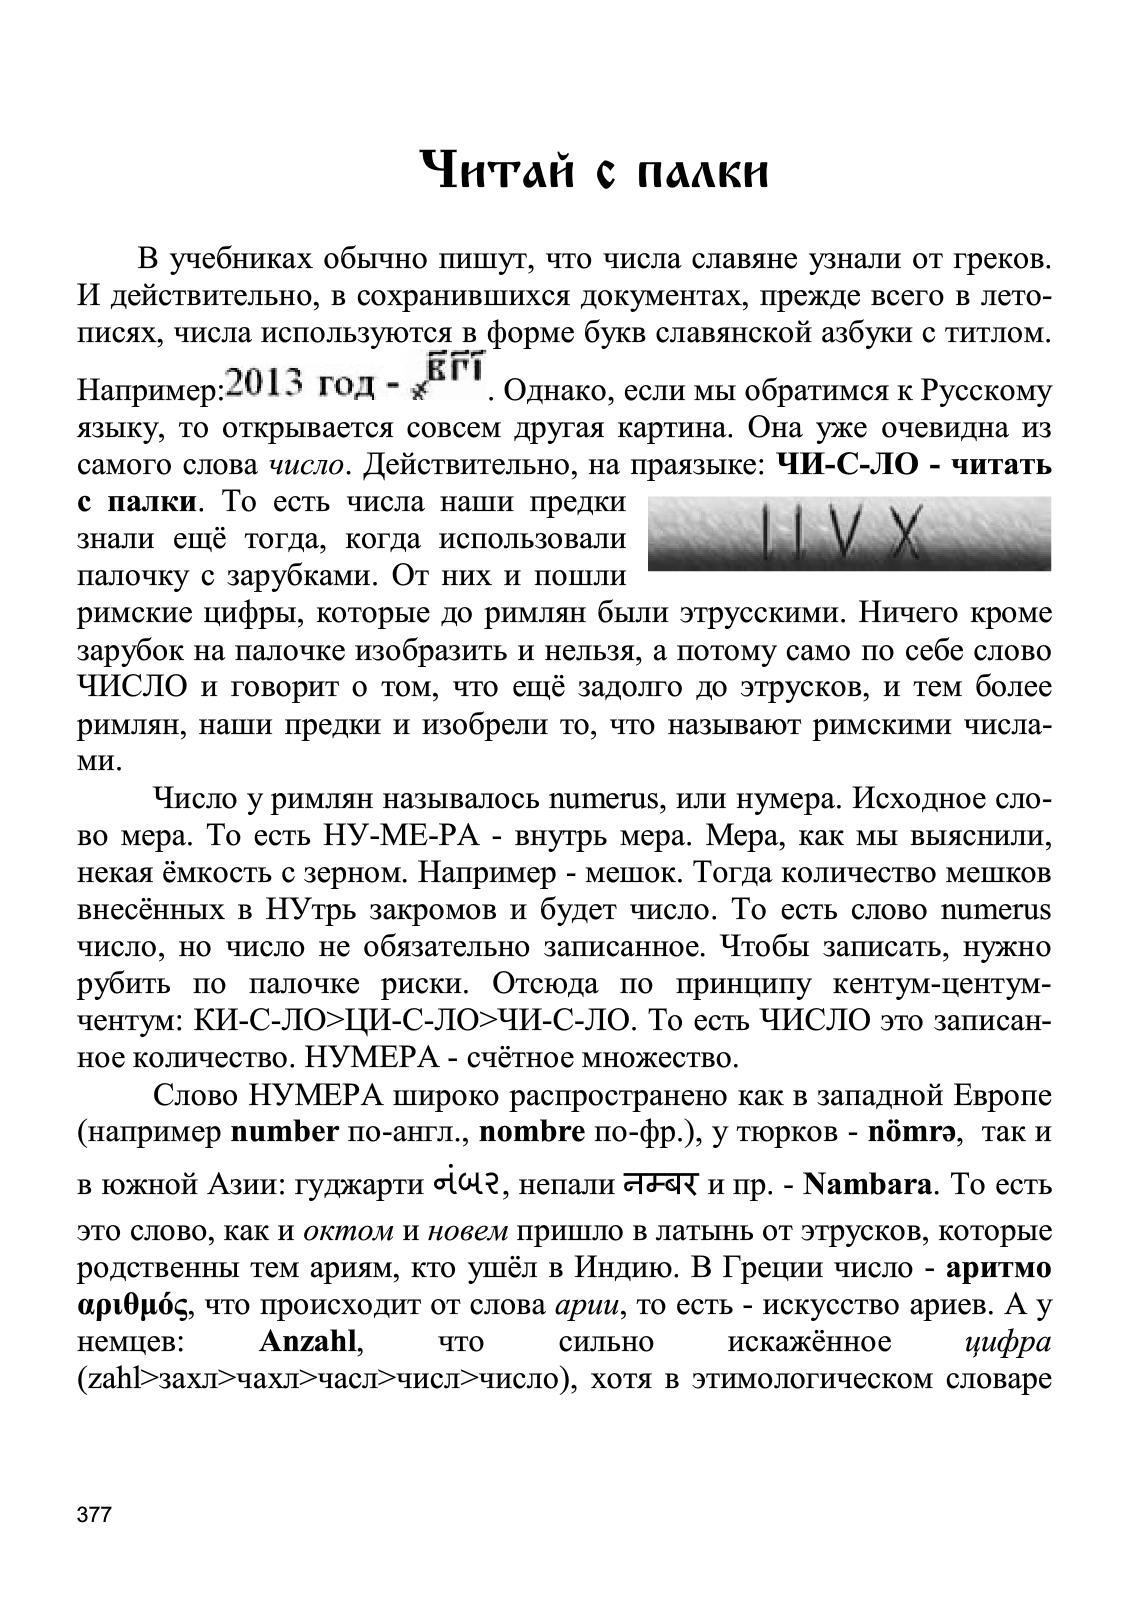 Читай с палки
В учебниках обычно пишут, что числа славяне узнали от греков.
И действительно, в сохранившихся документах, прежде всего в лето-
писях, числа используются в форме букв славянской азбуки с титлом.
Например:2013 год - ҂в҃г҃і҃. Однако, если мы обратимся к Русскому
языку, то открывается совсем другая картина. Она уже очевидна из
самого слова число. Действительно, на праязыке: ЧИ-С-ЛО - читать
с палки. То есть числа наши предки
знали ещё тогда, когда использовали
палочку с зарубками. От них и пошли
I I V X
римские цифры, которые до римлян были этрусскими. Ничего кроме
зарубок на палочке изобразить и нельзя, а потому само по себе слово
ЧИСЛО и говорит о том, что ещё задолго до этрусков, и тем более
римлян, наши предки и изобрели то, что называют римскими числа-
ми.
Число у римлян называлось numerus, или нумера. Исходное сло-
во мера. То есть НУ-МЕ-РА - внутрь мера. Мера, как мы выяснили,
некая ёмкость с зерном. Например - мешок. Тогда количество мешков
внесённых в НУтрь закромов и будет число. То есть слово numerus
число, но число не обязательно записанное. Чтобы записать, нужно
рубить по палочке риски. Отсюда по принципу кентум-центум-
чентум: КИ-С-ЛО>ЦИ-С-ЛО>ЧИ-С-ЛО. То есть ЧИСЛО это записан-
ное количество. НУМЕРА - счётное множество.
Слово НУМЕРА широко распространено как в западной Европе
(например number по-англ., nombre по-фр.), у тюрков - nömrə, так и
в южной Азии: гуджарти નંબર, непали नम्बर и пр. - Nambara. То есть
это слово, как и октом и новем пришло в латынь от этрусков, которые
родственны тем ариям, кто ушёл в Индию. В Греции число - аритмо
αριθμός, что происходит от слова арии, то есть - искусство ариев. А у
немцев: Anzahl, что сильно искажённое цифра
(zahl>захл>чахл>часл>числ>число), хотя в этимологическом словаре
377